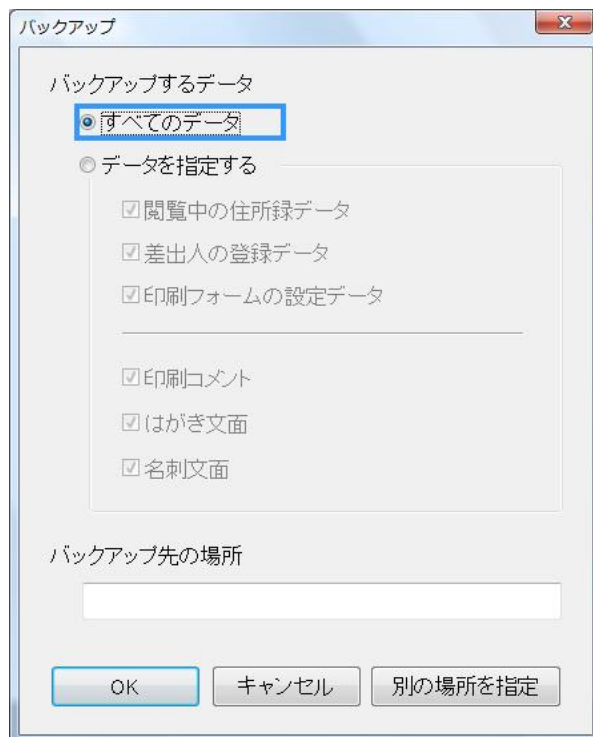 バックアップ
バックアップするデータ
すべてのデータ
データを指定する
閲覧中の住所録データ
差出人の登録データ
印刷フォームの設定データ
印刷コメント
はがき文面
名刺文面
バックアップ先の場所
OK キャンセル 別の場所を指定